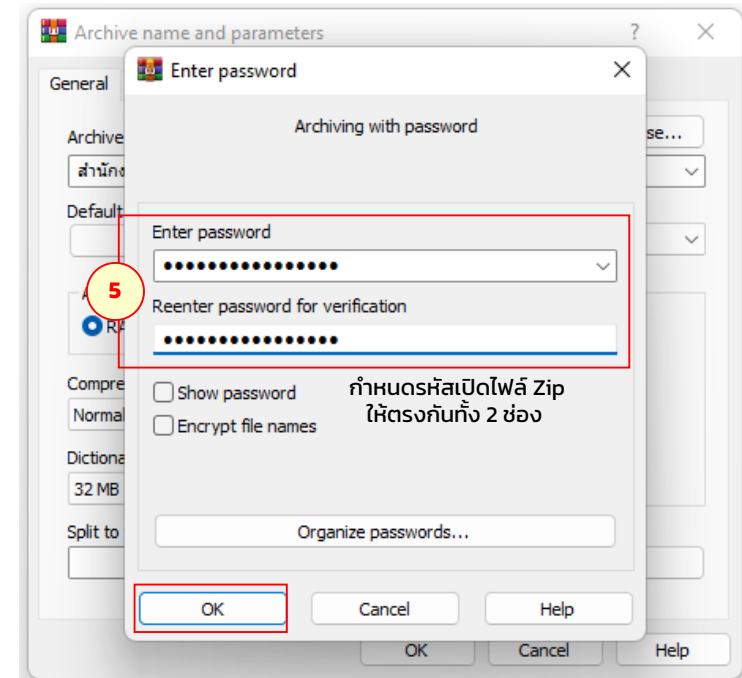 Archive name and parameters
?
Enter password
General
Archiving with password
Archive
se...
สำนักง
Default
Enter password
5
Reenter password for verification
RA
Compre
Show password
กำหนดรหัสเปิดไฟล์ Zip
ให้ตรงกันทั้ง 2 ช่อง
Normal
Encrypt file names
Dictiona
32 MB
Split to
Organize passwords...
OK
Cancel
Help
OK
Cancel
Help